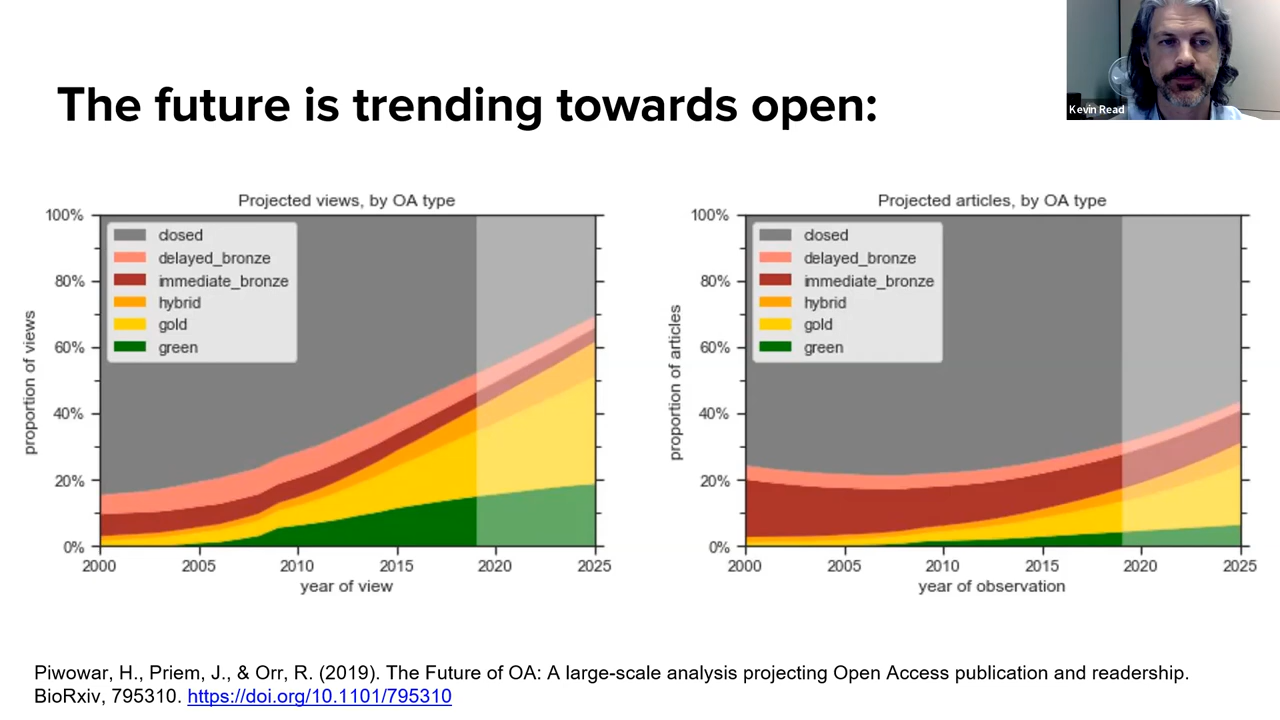 Kevin Read
The future is trending towards open:
Projected views, by OA type
100%
80%
60%
40%
20%
0%
proportion of views
closed
delayed_bronze
immediate_bronze
hybrid
gold
green
2000
2005
2010
2015
2020
2025
year of view
Projected articles, by OA type
100%
80%
60%
40%
20%
0%
proportion of articles
closed
delayed_bronze
immediate_bronze
hybrid
gold
green
2000
2005
2010
2015
2020
2025
year of observation
Piwowar, H., Priem, J., & Orr, R. (2019). The Future of OA: A large-scale analysis projecting Open Access publication and readership.
BioRxiv, 795310. https://doi.org/10.1101/795310